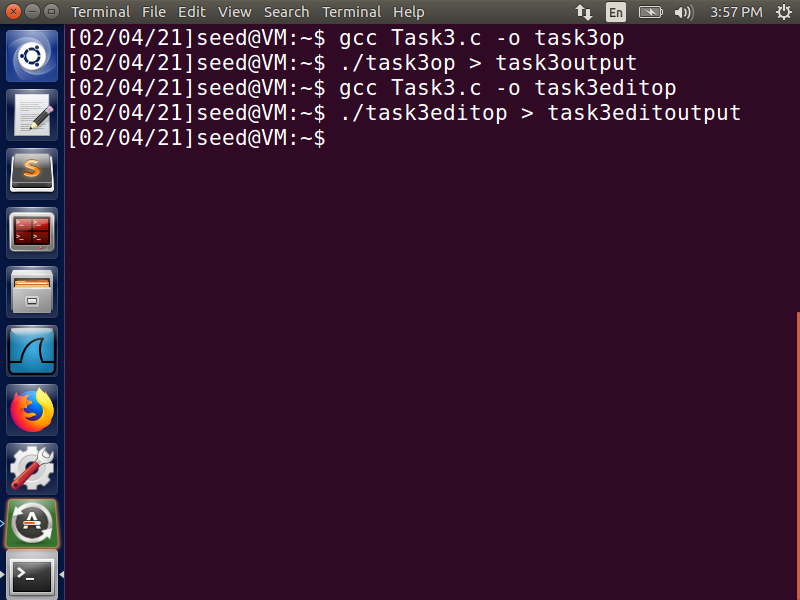 Terminal File Edit View Search Terminal Help En 3:57 PM
[02/04/21]seed@VM:~$ gcc Task3.c -o task3op
[02/04/21]seed@VM:~$ ./task3op > task3output
[02/04/21]seed@VM:~$ gcc Task3.c -o task3editop
[02/04/21]seed@VM:~$ ./task3editop > task3editoutput
[02/04/21]seed@VM:~$